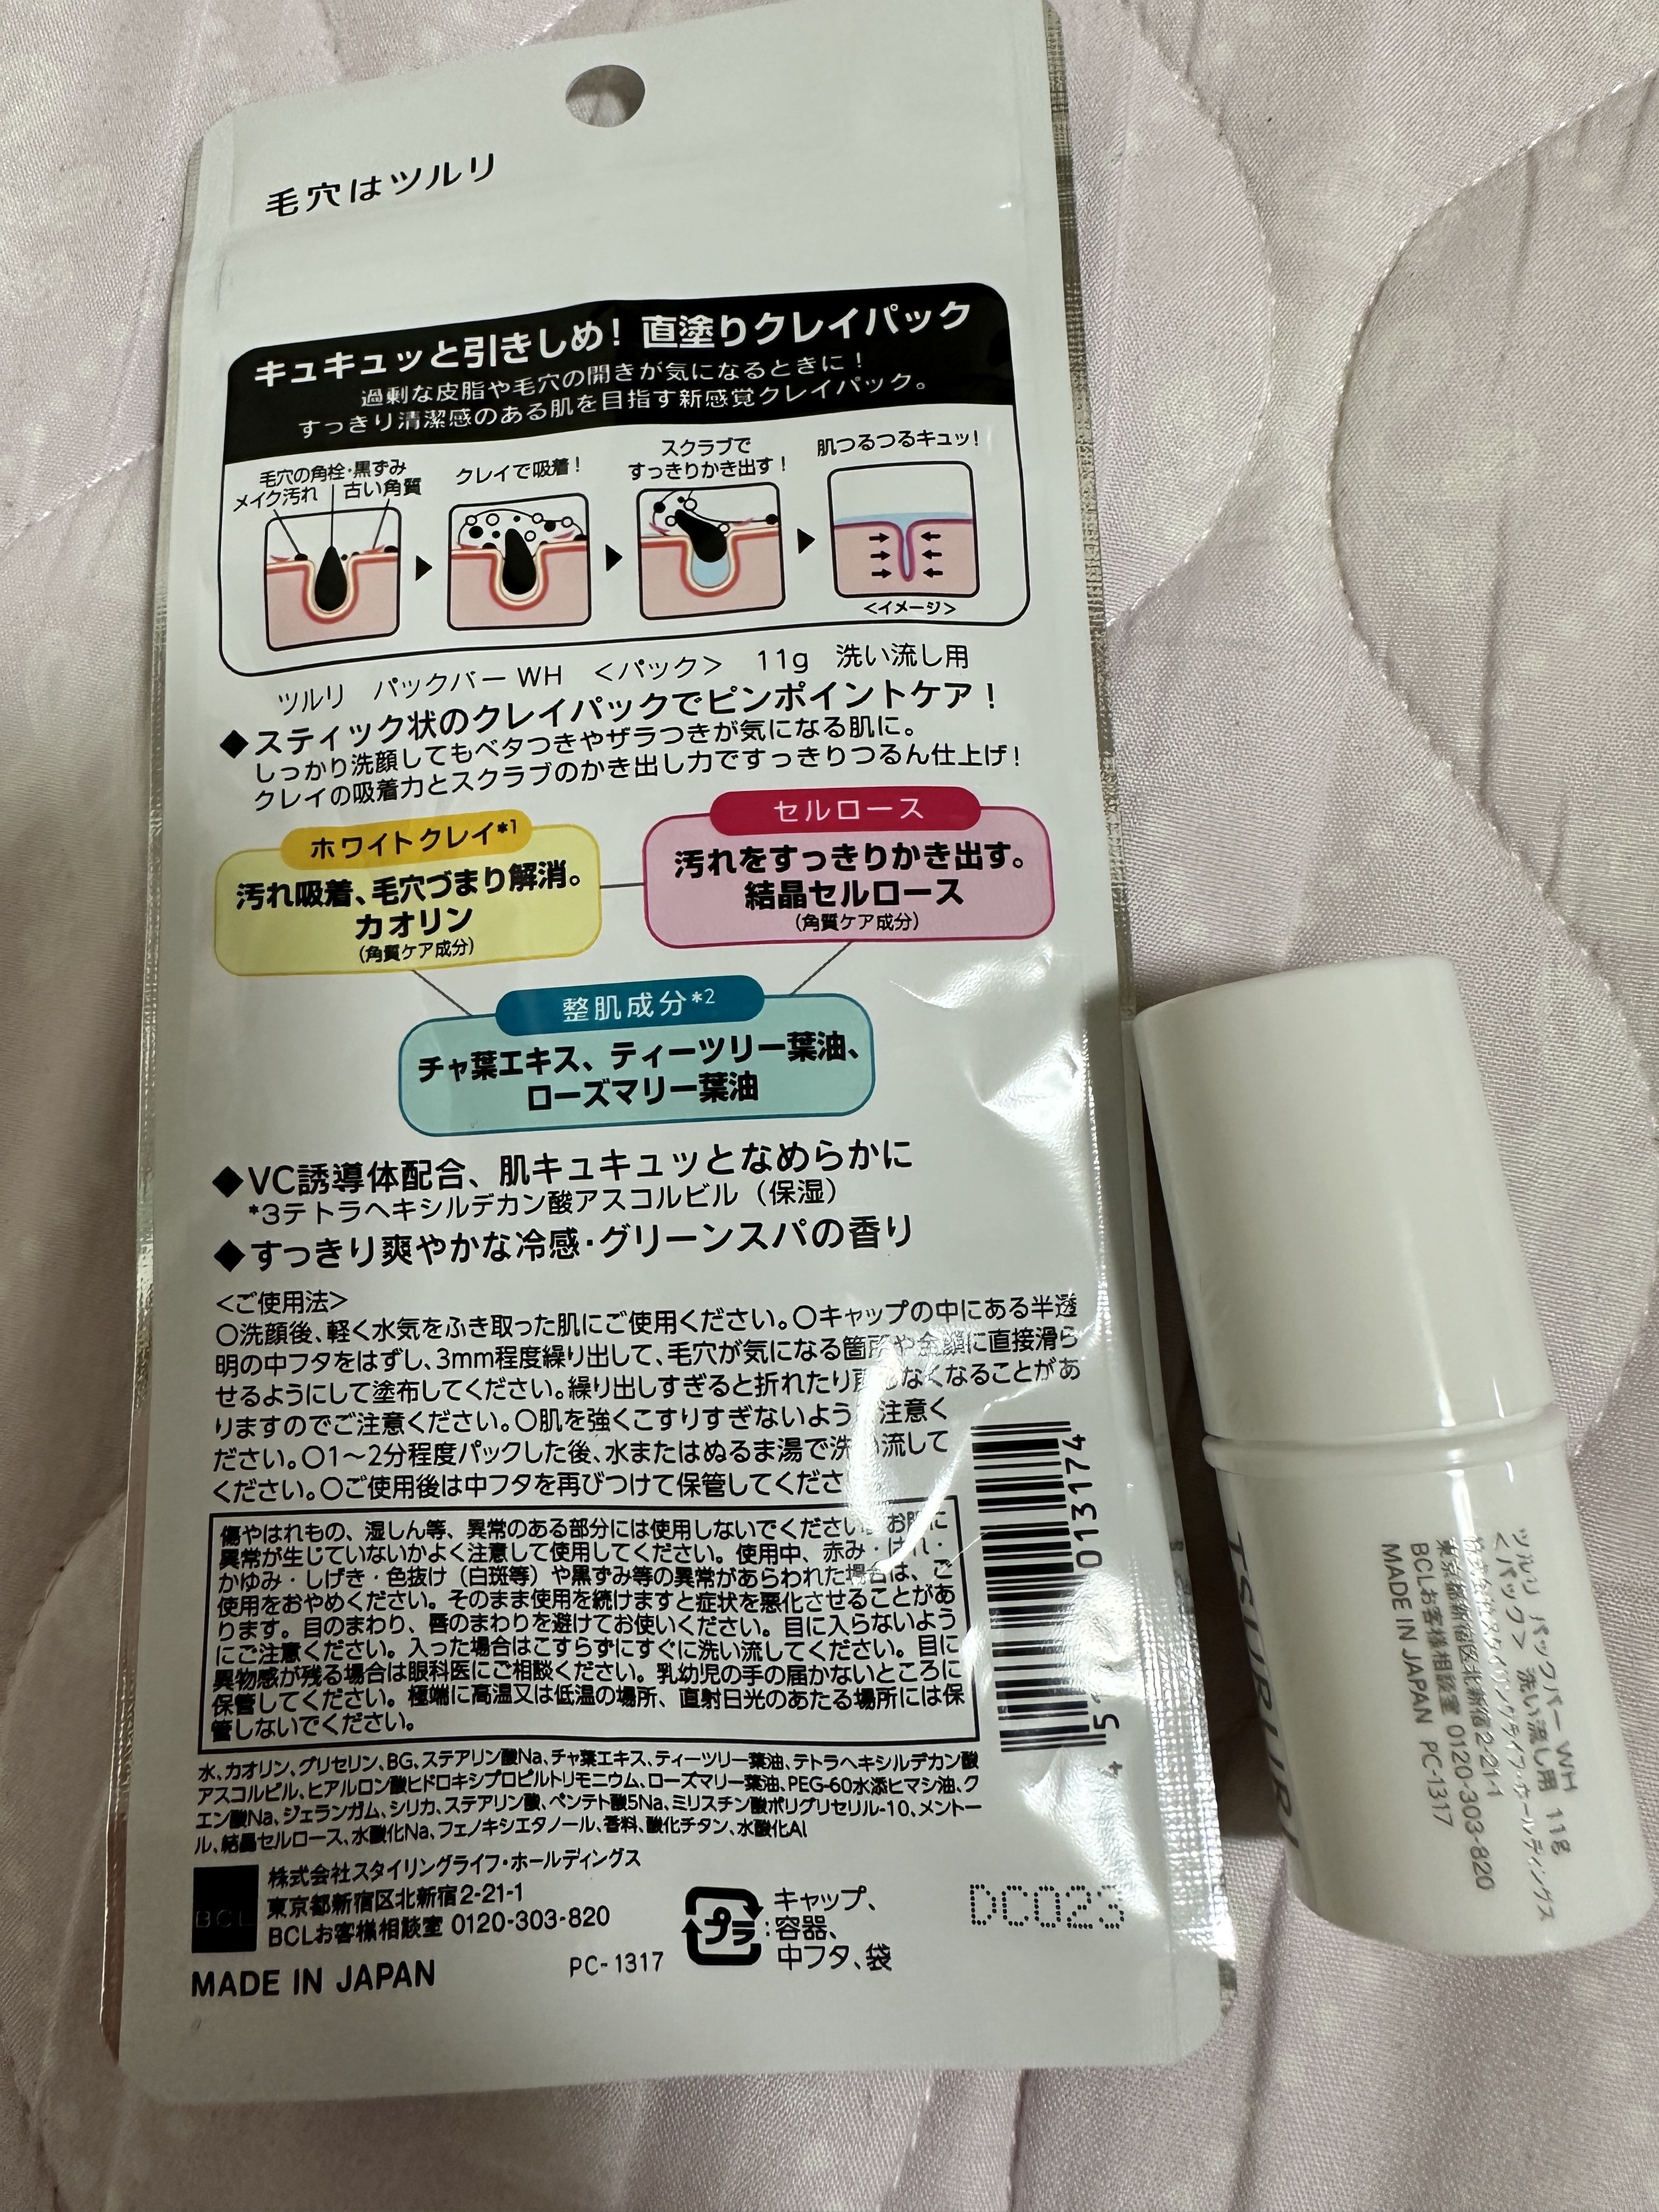 毛穴はツルリ
キュキュッと引きしめ！直塗りクレイパック
過剰な皮脂や毛穴の開きが気になるときに！
すっきり清潔感のある肌を目指す新感覚クレイパック。
毛穴の角栓・黒ずみ
メイク汚れ 古い角質
クレイで吸着！
スクラブで
すっきりかき出す！
肌つるつるキュッ！
＜イメージ＞
ツルリ パックバー WH ＜パック＞ 11g 洗い流し用
◆スティック状のクレイパックでピンポイントケア！
しっかり洗顔してもベタつきやザラつきが気になる肌に。
クレイの吸着力とスクラブのかき出し力ですっきりつるん仕上げ！
ホワイトクレイ*1
汚れ吸着、毛穴づまり解消。
カオリン
(角質ケア成分)
セルロース
汚れをすっきりかき出す。
結晶セルロース
(角質ケア成分)
整肌成分*2
チャ葉エキス、ティーツリー葉油、
ローズマリー葉油
◆VC誘導体配合、肌キュキュッとなめらかに
*3テトラヘキシルデカン酸アスコルビル（保湿）
◆すっきり爽やかな冷感・グリーンスパの香り
＜ご使用法＞
○洗顔後、軽く水気をふき取った肌にご使用ください。○キャップの中にある半透
明の中フタをはずし、3mm程度繰り出して、毛穴が気になる箇所や全顔に直接滑ら
せるようにして塗布してください。繰り出しすぎると折れたり戻らなくなることがあ
りますのでご注意ください。○肌を強くこすりすぎないよう 注意く
ださい。○1～2分程度パックした後、水またはぬるま湯で洗い流して
ください。○ご使用後は中フタを再びつけて保管してくださ
傷やはれもの、湿しん等、異常のある部分には使用しないでください。お肌に
異常が生じていないかよく注意して使用してください。使用中、赤み・はれ・
かゆみ・しげき・色抜け（白斑等）や黒ずみ等の異常があらわれた場合は、ご
使用をおやめください。そのまま使用を続けますと症状を悪化させることがあ
ります。目のまわり、唇のまわりを避けてお使いください。目に入らないよう
にご注意ください。入った場合はこすらずにすぐに洗い流してください。目に
異物感が残る場合は眼科医にご相談ください。乳幼児の手の届かないところに
保管してください。極端に高温又は低温の場所、直射日光のあたる場所には保
管しないでください。
4 5 013174
水、カオリン、グリセリン、BG、ステアリン酸Na、チャ葉エキス、ティーツリー葉油、テトラヘキシルデカン酸
アスコルビル、ヒアルロン酸ヒドロキシプロピルトリモニウム、ローズマリー葉油、PEG-60水添ヒマシ油、ク
エン酸Na、ジェランガム、シリカ、ステアリン酸、ペンテト酸5Na、ミリスチン酸ポリグリセリル-10、メントー
ル、結晶セルロース、水酸化Na、フェノキシエタノール、香料、酸化チタン、水酸化Al
BCL
株式会社スタイリングライフ・ホールディングス
東京都新宿区北新宿2-21-1
BCLお客様相談室 0120-303-820
MADE IN JAPAN
PC-1317
プラ
：キャップ、
容器、
中フタ、袋
DC023
TSURURI
ツルリ パックバー WH
＜パック＞ 洗い流し用 11g
株式会社スタイリングライフ・ホールディングス
東京都新宿区北新宿2-21-1
BCLお客様相談室 0120-303-820
MADE IN JAPAN PC-1317